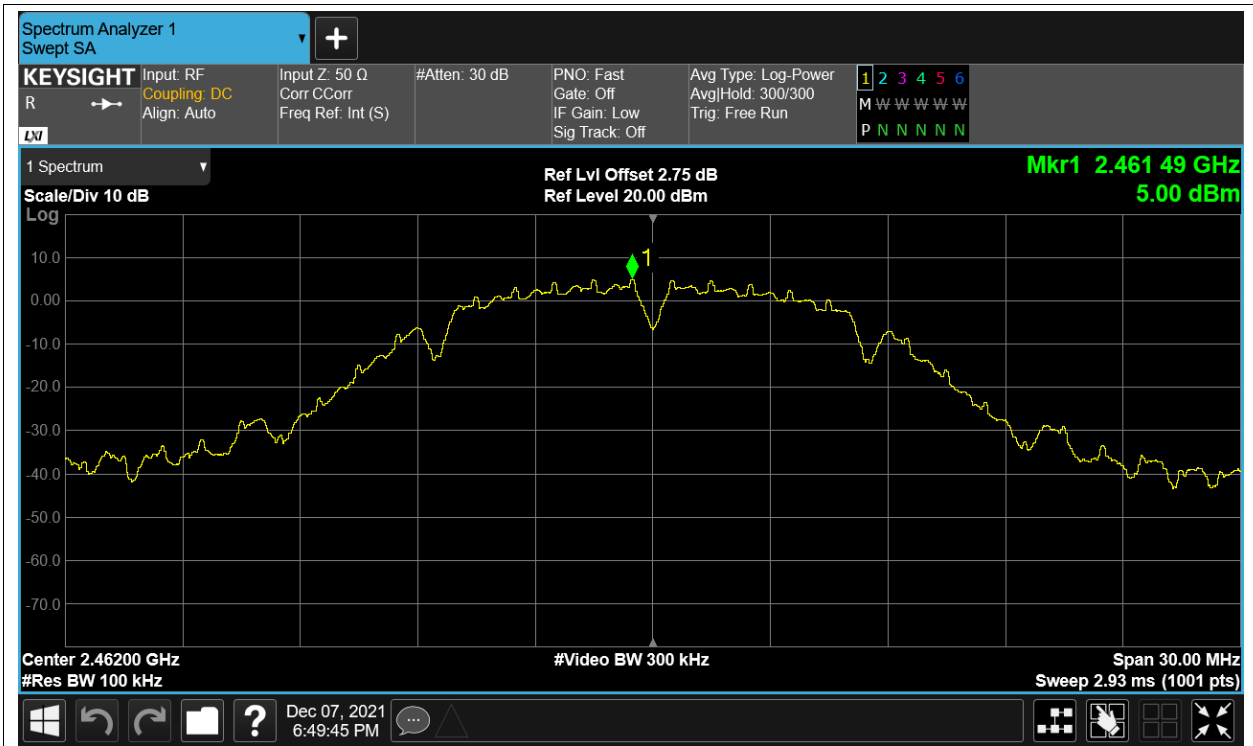 Spectrum Analyzer 1
Swept SA
KEYSIGHT
R
LXI
Input: RF
Coupling: DC
Align: Auto
Input Z: 50 Ω
Corr CCorr
Freq Ref: Int (S)
#Atten: 30 dB
PNO: Fast
Gate: Off
IF Gain: Low
Sig Track: Off
Avg Type: Log-Power
Avg|Hold: 300/300
Trig: Free Run
1 2 3 4 5 6
M W W W W W
P N N N N N
1 Spectrum
Scale/Div 10 dB
Log
Ref Lvl Offset 2.75 dB
Ref Level 20.00 dBm
Mkr1 2.461 49 GHz
5.00 dBm
1
10.0
0.00
-10.0
-20.0
-30.0
-40.0
-50.0
-60.0
-70.0
Center 2.46200 GHz
#Res BW 100 kHz
#Video BW 300 kHz
Span 30.00 MHz
Sweep 2.93 ms (1001 pts)
?
Dec 07, 2021
6:49:45 PM